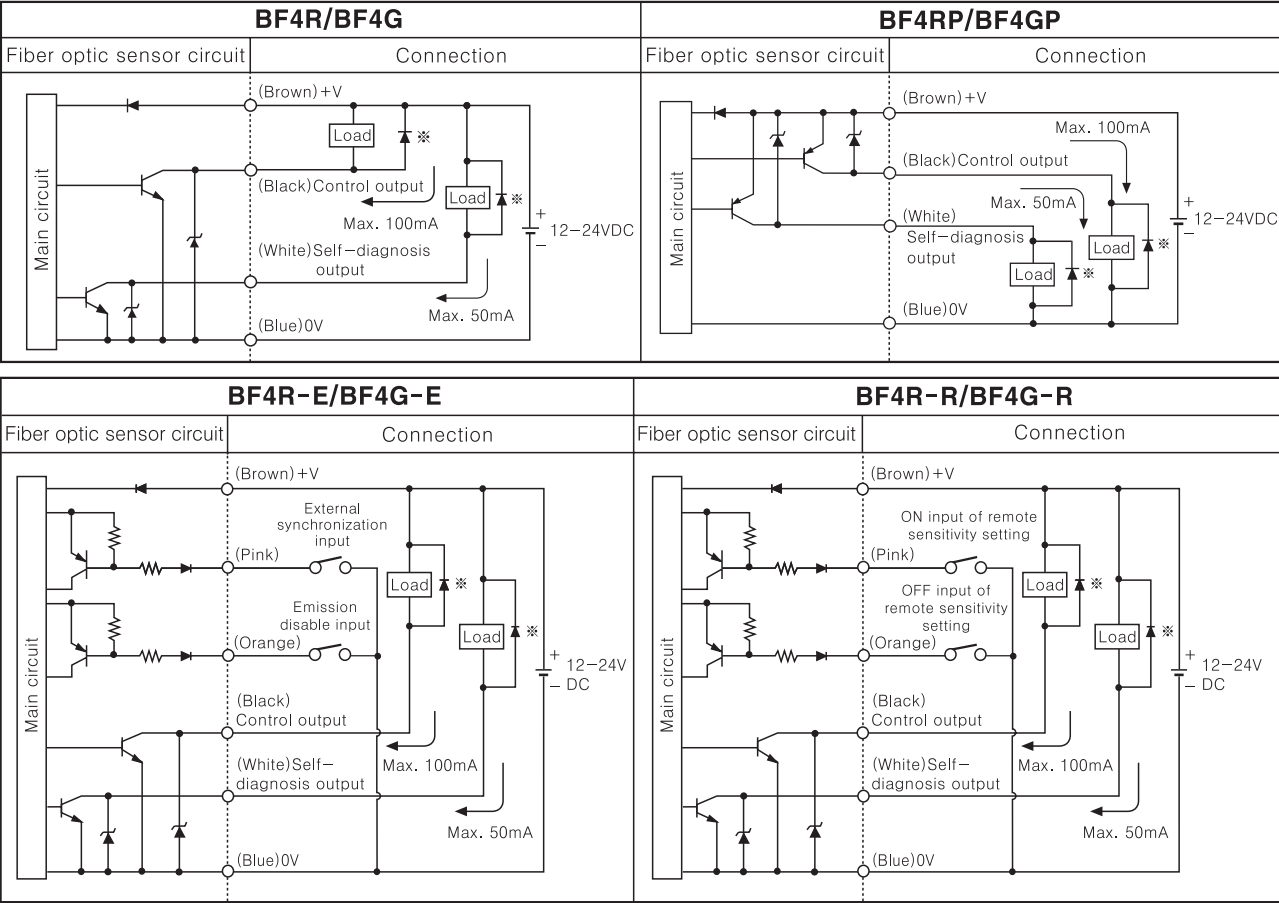 BF4R/BF4G
Fiber optic sensor circuit
Connection
Main circuit
(Brown)+V
Load
※
(Black)Control output
Max. 100mA
Load
※
+
12-24VDC
-
(White)Self-diagnosis
output
Max. 50mA
(Blue)0V
BF4RP/BF4GP
Fiber optic sensor circuit
Connection
Main circuit
(Brown)+V
Max. 100mA
(Black)Control output
Max. 50mA
(White)
Self-diagnosis
output
Load
※
Load
※
+
12-24VDC
-
(Blue)0V
BF4R-E/BF4G-E
Fiber optic sensor circuit
Connection
Main circuit
(Brown)+V
External
synchronization
input
(Pink)
Load
※
Emission
disable input
(Orange)
Load
※
+
12-24V
- DC
(Black)
Control output
Max. 100mA
(White)Self-
diagnosis output
Max. 50mA
(Blue)0V
BF4R-R/BF4G-R
Fiber optic sensor circuit
Connection
Main circuit
(Brown)+V
ON input of remote
sensitivity setting
(Pink)
Load
※
OFF input of
remote sensitivity
setting
(Orange)
Load
※
+
12-24V
- DC
(Black)
Control output
Max. 100mA
(White)Self-
diagnosis output
Max. 50mA
(Blue)0V